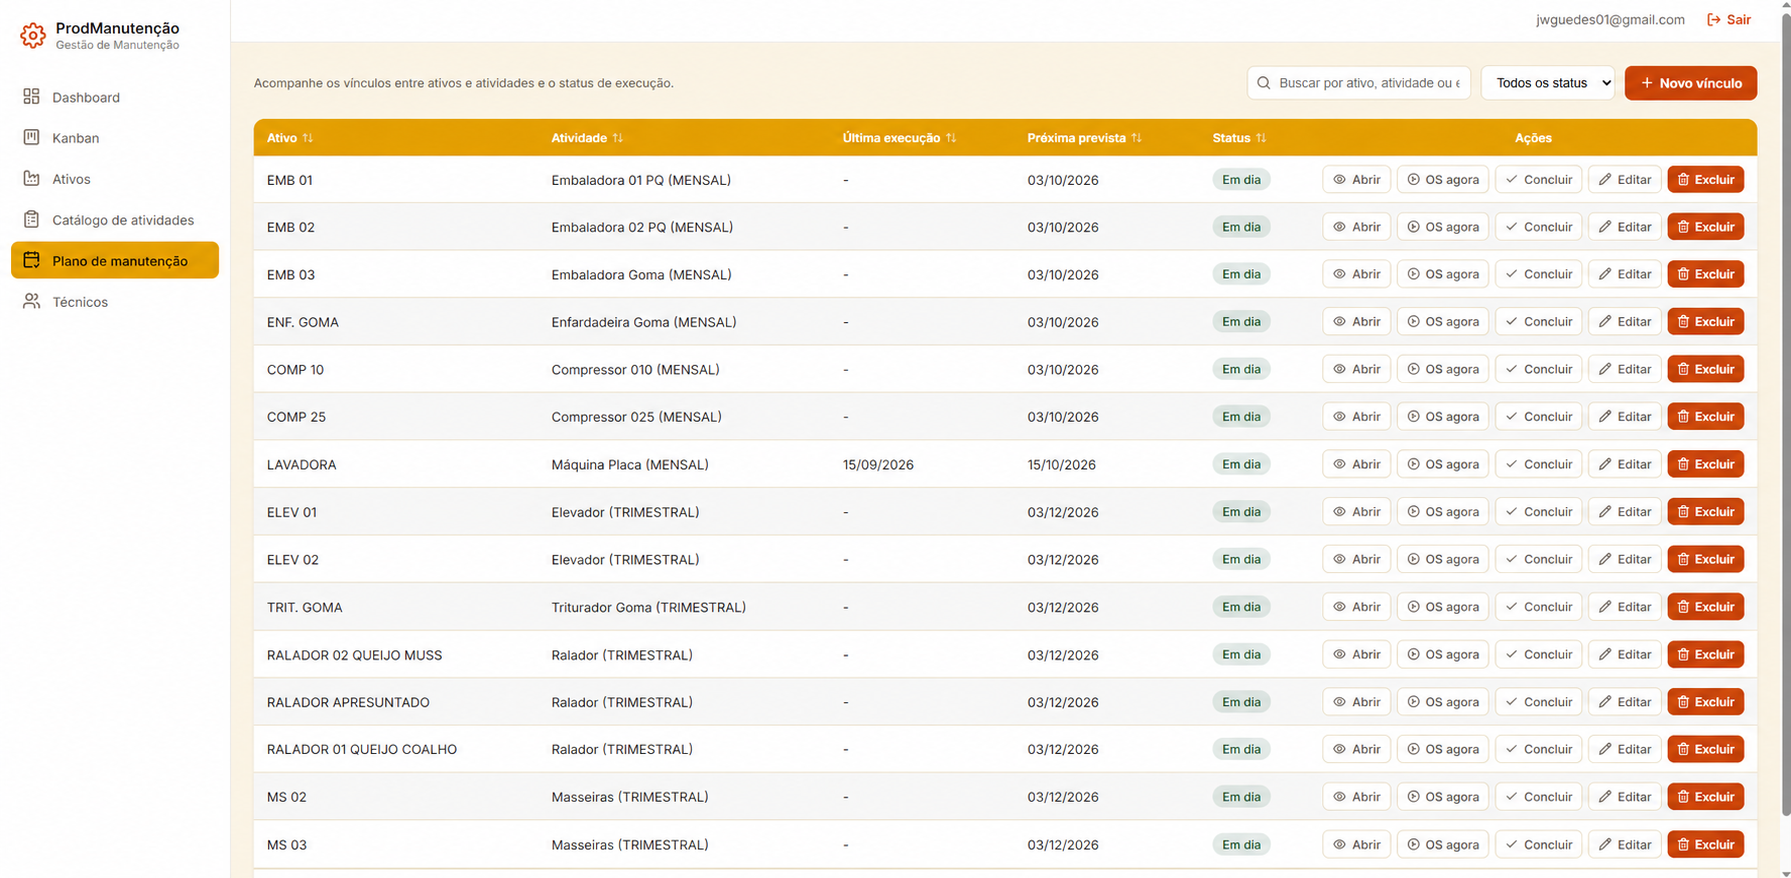 ProdManutenção
Gestão de Manutenção
jwguedes01@gmail.com Sair
Dashboard
Kanban
Ativos
Catálogo de atividades
Plano de manutenção
Técnicos
Acompanhe os vínculos entre ativos e atividades e o status de execução.
Buscar por ativo, atividade ou e
Todos os status
+ Novo vínculo
Ativo Atividade Última execução Próxima prevista Status Ações
EMB 01 Embaladora 01 PQ (MENSAL) - 03/10/2026 Em dia Abrir OS agora Concluir Editar Excluir
EMB 02 Embaladora 02 PQ (MENSAL) - 03/10/2026 Em dia Abrir OS agora Concluir Editar Excluir
EMB 03 Embaladora Goma (MENSAL) - 03/10/2026 Em dia Abrir OS agora Concluir Editar Excluir
ENF. GOMA Enfardadeira Goma (MENSAL) - 03/10/2026 Em dia Abrir OS agora Concluir Editar Excluir
COMP 10 Compressor 010 (MENSAL) - 03/10/2026 Em dia Abrir OS agora Concluir Editar Excluir
COMP 25 Compressor 025 (MENSAL) - 03/10/2026 Em dia Abrir OS agora Concluir Editar Excluir
LAVADORA Máquina Placa (MENSAL) 15/09/2026 15/10/2026 Em dia Abrir OS agora Concluir Editar Excluir
ELEV 01 Elevador (TRIMESTRAL) - 03/12/2026 Em dia Abrir OS agora Concluir Editar Excluir
ELEV 02 Elevador (TRIMESTRAL) - 03/12/2026 Em dia Abrir OS agora Concluir Editar Excluir
TRIT. GOMA Triturador Goma (TRIMESTRAL) - 03/12/2026 Em dia Abrir OS agora Concluir Editar Excluir
RALADOR 02 QUEIJO MUSS Ralador (TRIMESTRAL) - 03/12/2026 Em dia Abrir OS agora Concluir Editar Excluir
RALADOR APRESUNTADO Ralador (TRIMESTRAL) - 03/12/2026 Em dia Abrir OS agora Concluir Editar Excluir
RALADOR 01 QUEIJO COALHO Ralador (TRIMESTRAL) - 03/12/2026 Em dia Abrir OS agora Concluir Editar Excluir
MS 02 Masseiras (TRIMESTRAL) - 03/12/2026 Em dia Abrir OS agora Concluir Editar Excluir
MS 03 Masseiras (TRIMESTRAL) - 03/12/2026 Em dia Abrir OS agora Concluir Editar Excluir